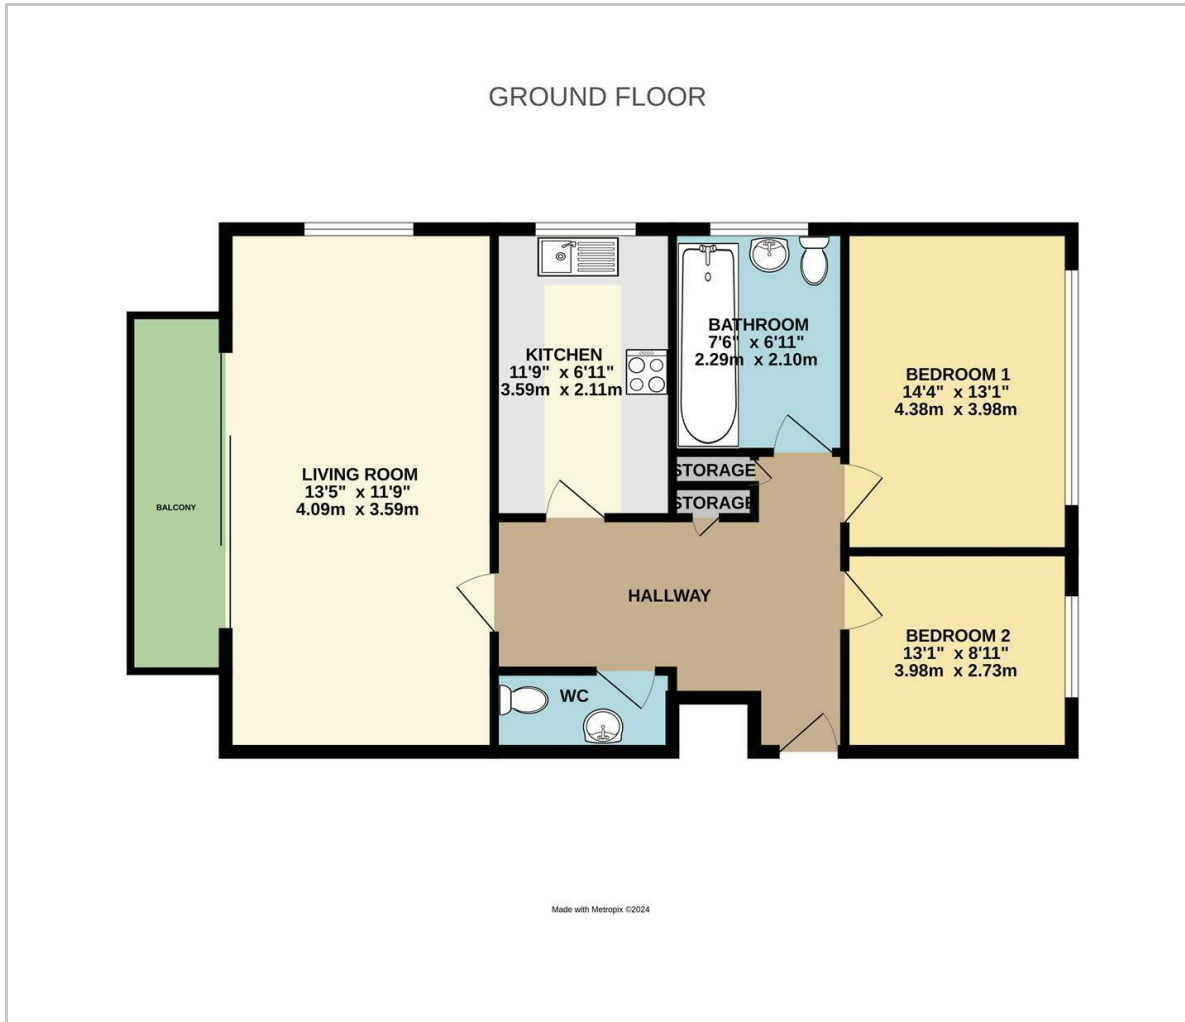 GROUND FLOOR
BALCONY
LIVING ROOM
13'5" x 11'9"
4.09m x 3.59m
KITCHEN
11'9" x 6'11"
3.59m x 2.11m
BATHROOM
7'6" x 6'11"
2.29m x 2.10m
STORAGE
STORAGE
HALLWAY
WC
BEDROOM 1
14'4" x 13'1"
4.38m x 3.98m
BEDROOM 2
13'1" x 8'11"
3.98m x 2.73m
Made with Metropix ©2024